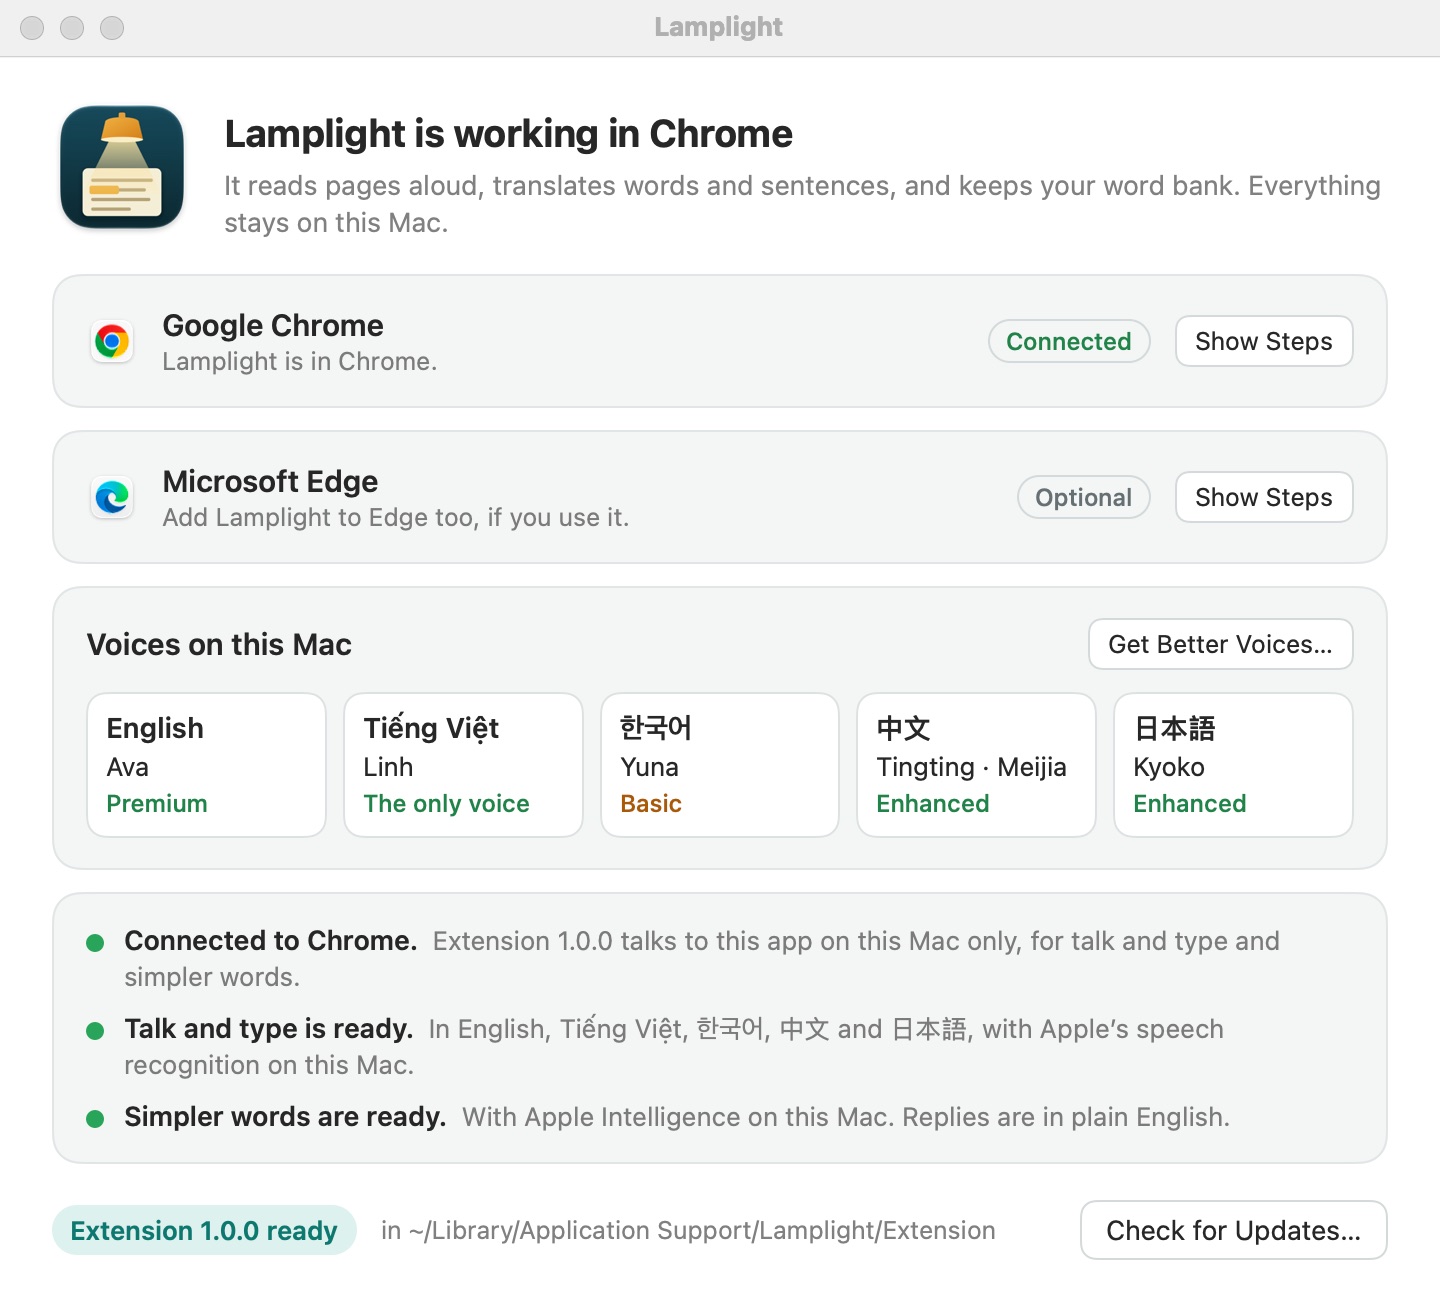 Lamplight
Lamplight is working in Chrome
It reads pages aloud, translates words and sentences, and keeps your word bank. Everything
stays on this Mac.
Google Chrome
Lamplight is in Chrome.
Connected
Show Steps
Microsoft Edge
Add Lamplight to Edge too, if you use it.
Optional
Show Steps
Voices on this Mac
Get Better Voices...
English
Ava
Premium
Tiếng Việt
Linh
The only voice
한국어
Yuna
Basic
中文
Tingting · Meijia
Enhanced
日本語
Kyoko
Enhanced
Connected to Chrome. Extension 1.0.0 talks to this app on this Mac only, for talk and type and
simpler words.
Talk and type is ready. In English, Tiếng Việt, 한국어, 中文 and 日本語, with Apple’s speech
recognition on this Mac.
Simpler words are ready. With Apple Intelligence on this Mac. Replies are in plain English.
Extension 1.0.0 ready
in ~/Library/Application Support/Lamplight/Extension
Check for Updates...